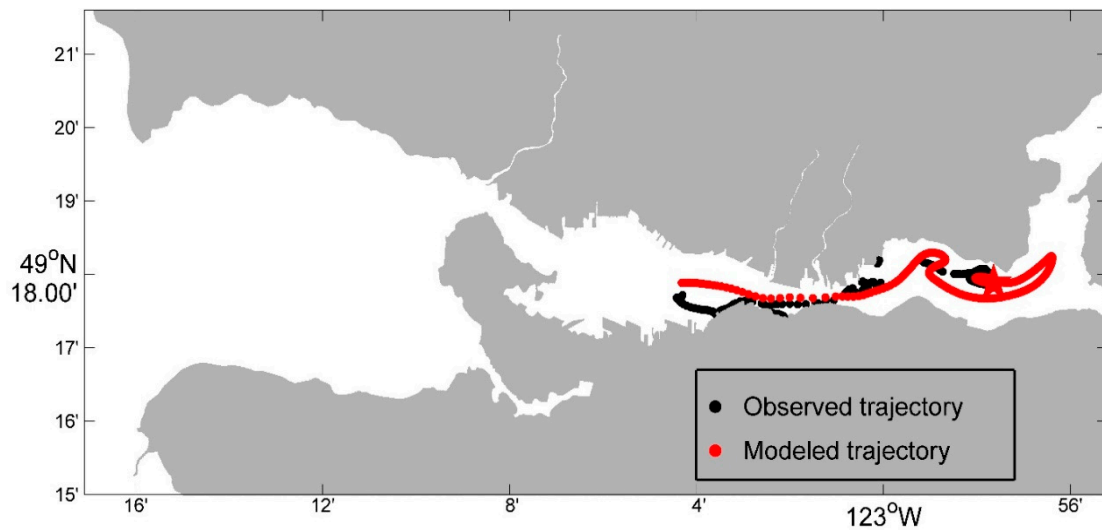 21'
20'
19'
49°N
18.00'
17'
16'
15'
Observed trajectory
Modeled trajectory
16' 12' 8' 4' 123°W 56'